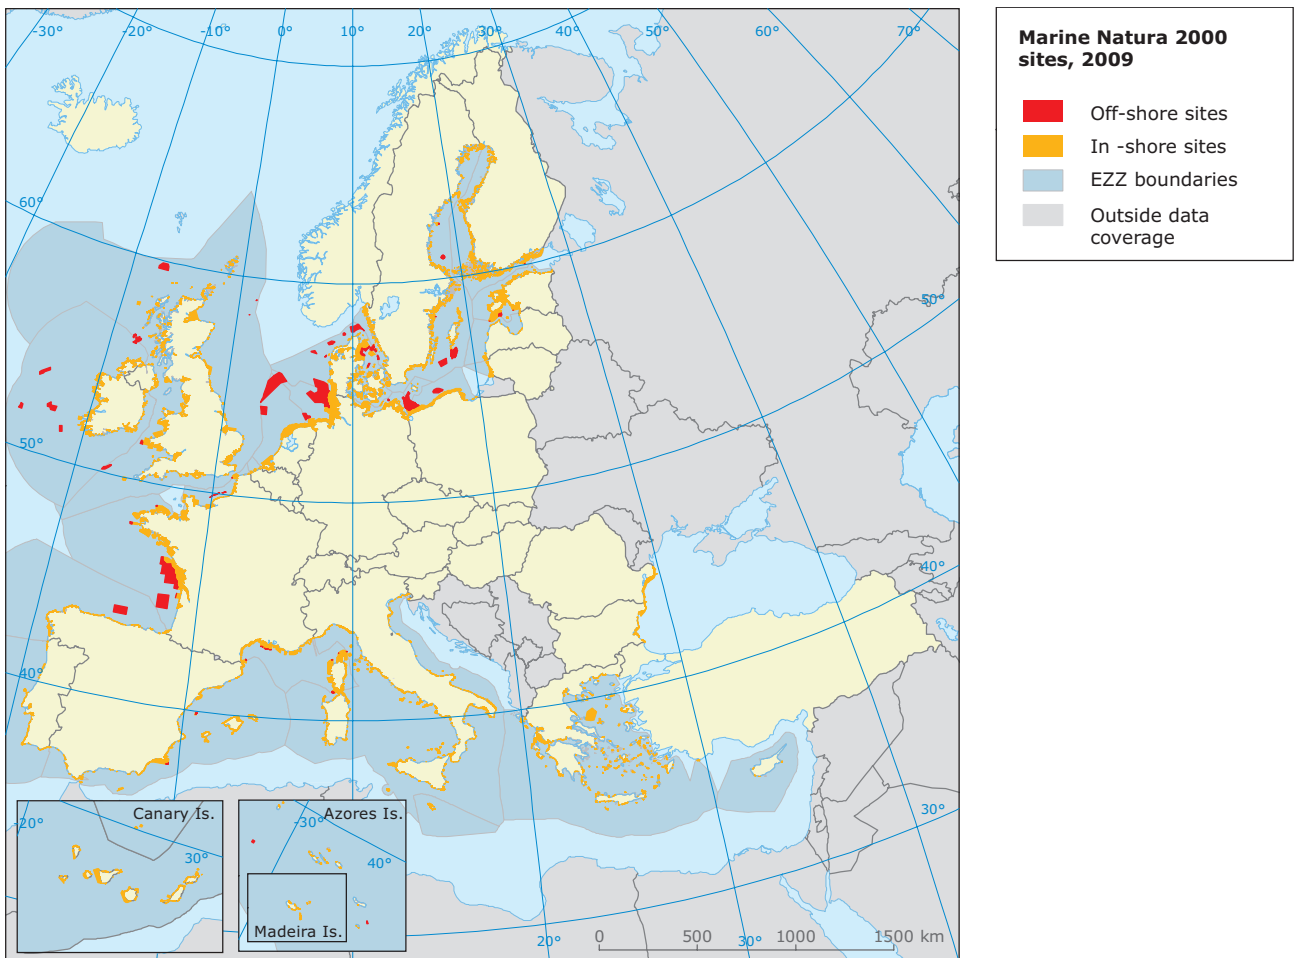 -30°
-20°
-10°
0°
10°
20°
30°
40°
50°
60°
70°
60°
50°
40°
50°
40°
30°
20°
30°
Canary Is.
-20°
30°
Azores Is.
-30°
40°
Madeira Is.
0 500 1000 1500 km
Marine Natura 2000
sites, 2009
Off-shore sites
In -shore sites
EZZ boundaries
Outside data
coverage